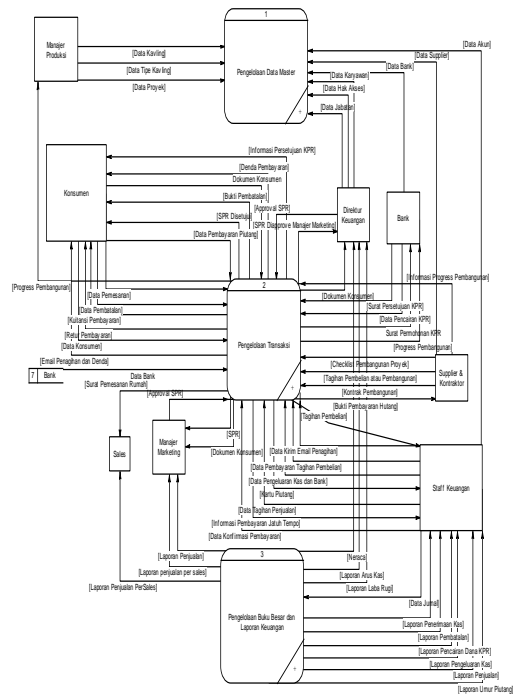 1
Manajer
Produksi
[Data Kavling]
[Data Tipe Kavling]
[Data Proyek]
Pengelolaan Data Master
+
[Data Akun]
[Data Supplier]
[Data Bank]
[Data Karyawan]
[Data Hak Akses]
[Data Jabatan]
Konsumen
[Informasi Persetujuan KPR]
[Denda Pembayaran]
Dokumen Konsumen
[Bukti Pembatalan]
[Approval SPR]
[SPR Disetujui]
[SPR Diapprove Manajer Marketing]
[Data Pembayaran Piutang]
Direktur
Keuangan
Bank
[Progress Pembangunan]
2
[Informasi Progress Pembangunan]
[Data Pemesanan]
[Dokumen Konsumen]
[Data Pembatalan]
[Surat Persetujuan KPR]
[Kuitansi Pembayaran]
[Data Pencairan KPR]
[Retur Pembayaran]
Surat Permohonan KPR
[Data Konsumen]
Pengelolaan Transaksi
[Progress Pembangunan]
[Email Penagihan dan Denda]
[Checklist Pembangunan Proyek]
7 Bank
Data Bank
[Tagihan Pembelian atau Pembangunan]
Supplier &
Kontraktor
[Surat Pemesanan Rumah]
[Kontrak Pembangunan]
[Approval SPR]
+
[Bukti Pembayaran Hutang]
[Tagihan Pembelian]
Sales
Manajer
Marketing
[SPR]
[Dokumen Konsumen]
[Data Kirim Email Penagihan]
[Data Pembayaran Tagihan Pembelian]
[Data Pengeluaran Kas dan Bank]
[Kartu Piutang]
[Data Tagihan Penjualan]
[Informasi Pembayaran Jatuh Tempo]
[Data Konfirmasi Pembayaran]
Staff Keuangan
3
[Laporan Penjualan]
[Laporan penjualan per sales]
[Laporan Penjualan PerSales]
[Neraca]
[Laporan Arus Kas]
[Laporan Laba Rugi]
Pengelolaan Buku Besar dan
Laporan Keuangan
+
[Data Jurnal]
[Laporan Penerimaan Kas]
[Laporan Pembatalan]
[Laporan Pencairan Dana KPR]
[Laporan Pengeluaran Kas]
[Laporan Penjualan]
[Laporan Umur Piutang]